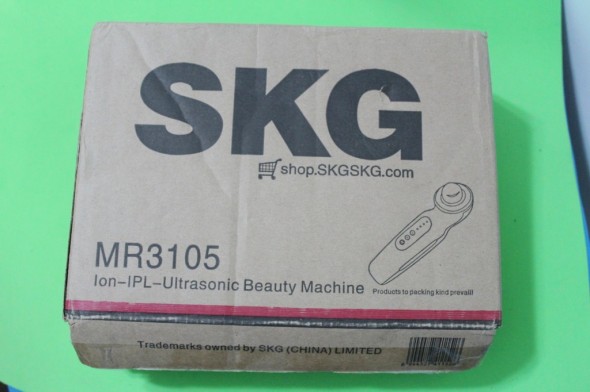 SKG
shop.SKGSKG.com
MR3105
Ion-IPL-Ultrasonic Beauty Machine
Products to packing kind prevail!
Trademarks owned by SKG (CHINA) LIMITED